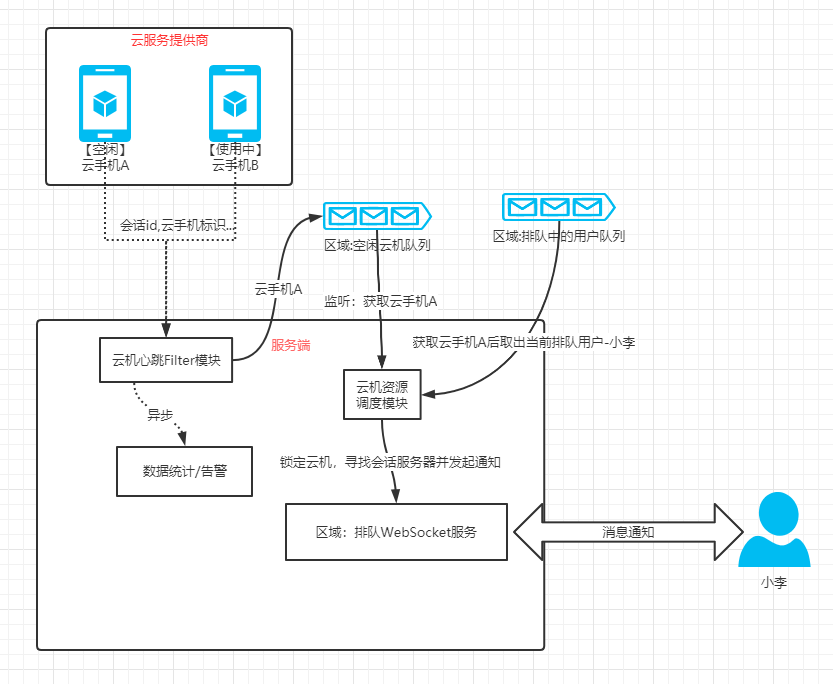 云服务提供商
【空闲】
云手机A
【使用中】
云手机B
会话id,云手机标识...
区域:空闲云机队列
区域:排队中的用户队列
云手机A
监听：获取云手机A
服务端
获取云手机A后取出当前排队用户-小李
云机心跳Filter模块
云机资源
调度模块
异步
数据统计/告警
锁定云机，寻找会话服务器并发起通知
区域：排队WebSocket服务
消息通知
小李